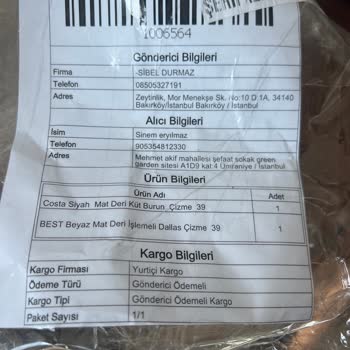 1006564
Gönderici Bilgileri
Firma -SİBEL DURMAZ
Telefon 08505327191
Adres Zeytinlik, Mor Menekşe Sk. No:10 D 1A, 34140
Bakırköy/İstanbul Bakırköy / İstanbul
Alıcı Bilgileri
İsim Sinem eryılmaz
Telefon 905354812330
Adres Mehmet akif mahallesi şefaat sokak green
garden sitesi A1D9 kat 4 Ümraniye / İstanbul
Ürün Bilgileri
Ürün Adı Adet
Costa Siyah Mat Deri Küt Burun Çizme 39 1
BEST Beyaz Mat Deri İşlemeli Dallas Çizme 39 1
Kargo Bilgileri
Kargo Firması Yurtiçi Kargo
Ödeme Türü Gönderici Ödemeli
Kargo Tipi Gönderici Ödemeli Kargo
Paket Sayısı 1/1